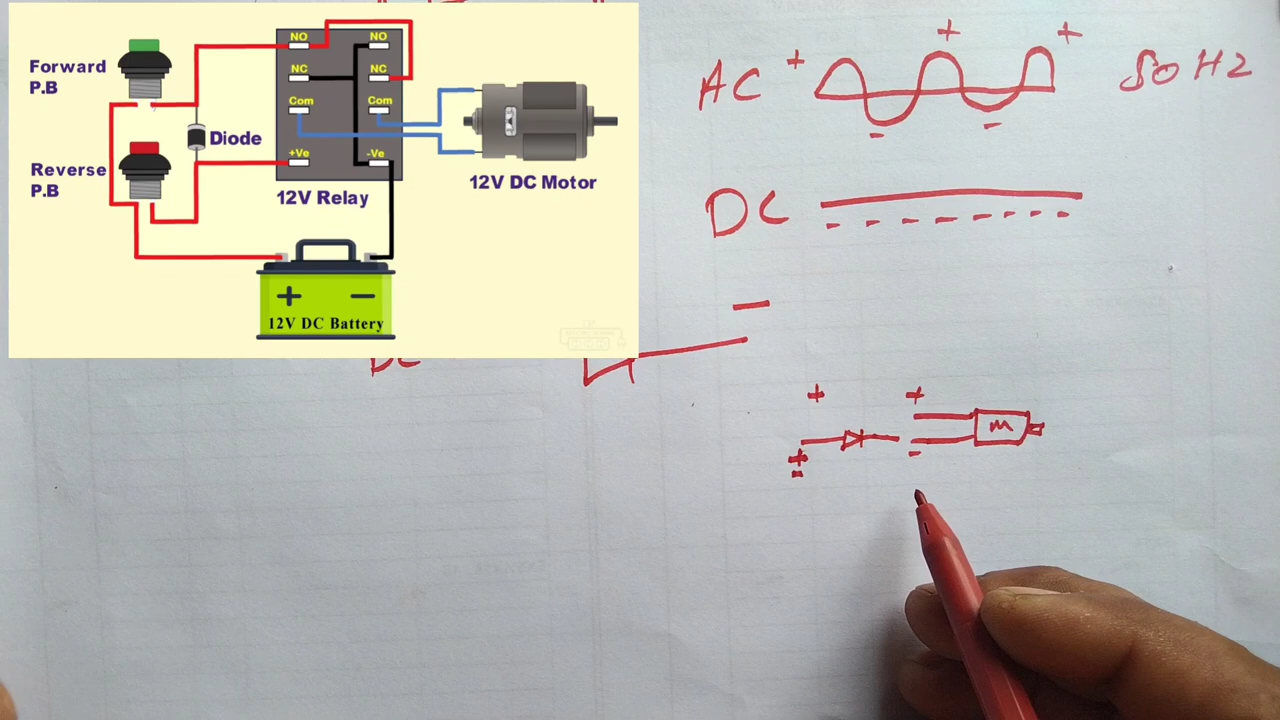 Forward
P.B
Diode
Reverse
P.B
NO NO
NC NC
Com Com
+Ve -Ve
12V Relay
12V DC Motor
+ −
12V DC Battery
AC + + + 50 HZ
- -
DC
- - - - - - - -
−
DC
+ +
M
+ -
-